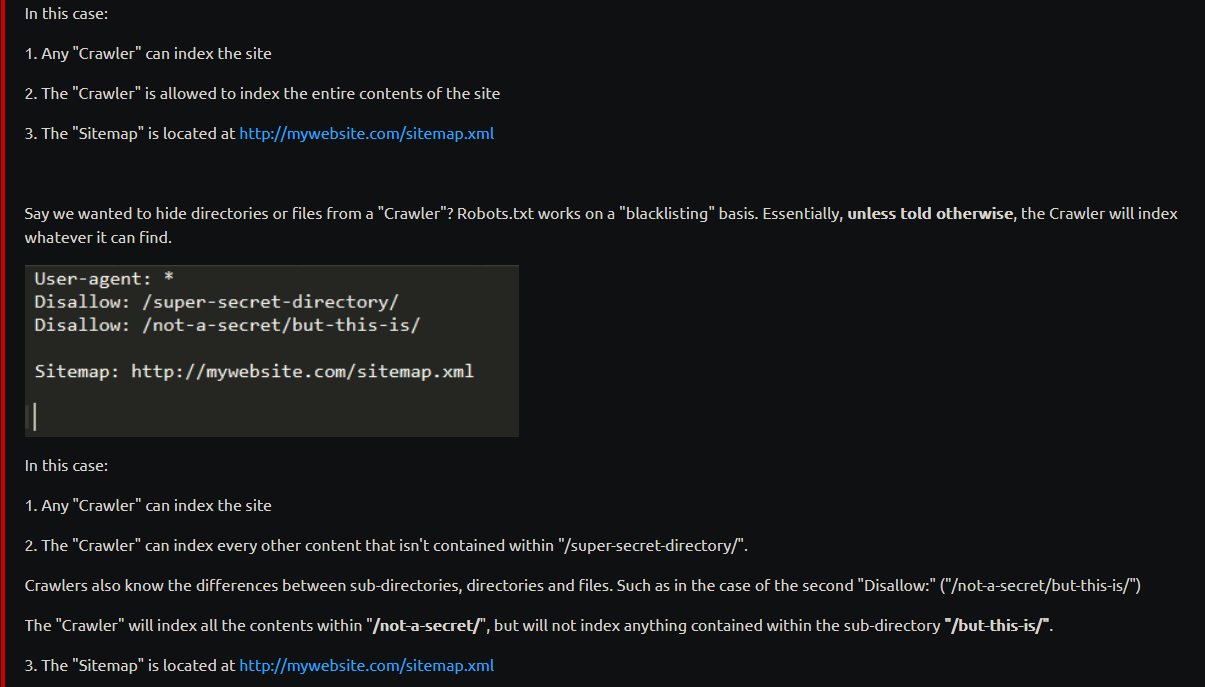 In this case:
1. Any "Crawler" can index the site
2. The "Crawler" is allowed to index the entire contents of the site
3. The "Sitemap" is located at http://mywebsite.com/sitemap.xml
Say we wanted to hide directories or files from a "Crawler"? Robots.txt works on a "blacklisting" basis. Essentially, unless told otherwise, the Crawler will index
whatever it can find.
User-agent: *
Disallow: /super-secret-directory/
Disallow: /not-a-secret/but-this-is/
Sitemap: http://mywebsite.com/sitemap.xml
In this case:
1. Any "Crawler" can index the site
2. The "Crawler" can index every other content that isn't contained within "/super-secret-directory/".
Crawlers also know the differences between sub-directories, directories and files. Such as in the case of the second "Disallow:" ("/not-a-secret/but-this-is/")
The "Crawler" will index all the contents within "/not-a-secret/", but will not index anything contained within the sub-directory "/but-this-is/".
3. The "Sitemap" is located at http://mywebsite.com/sitemap.xml